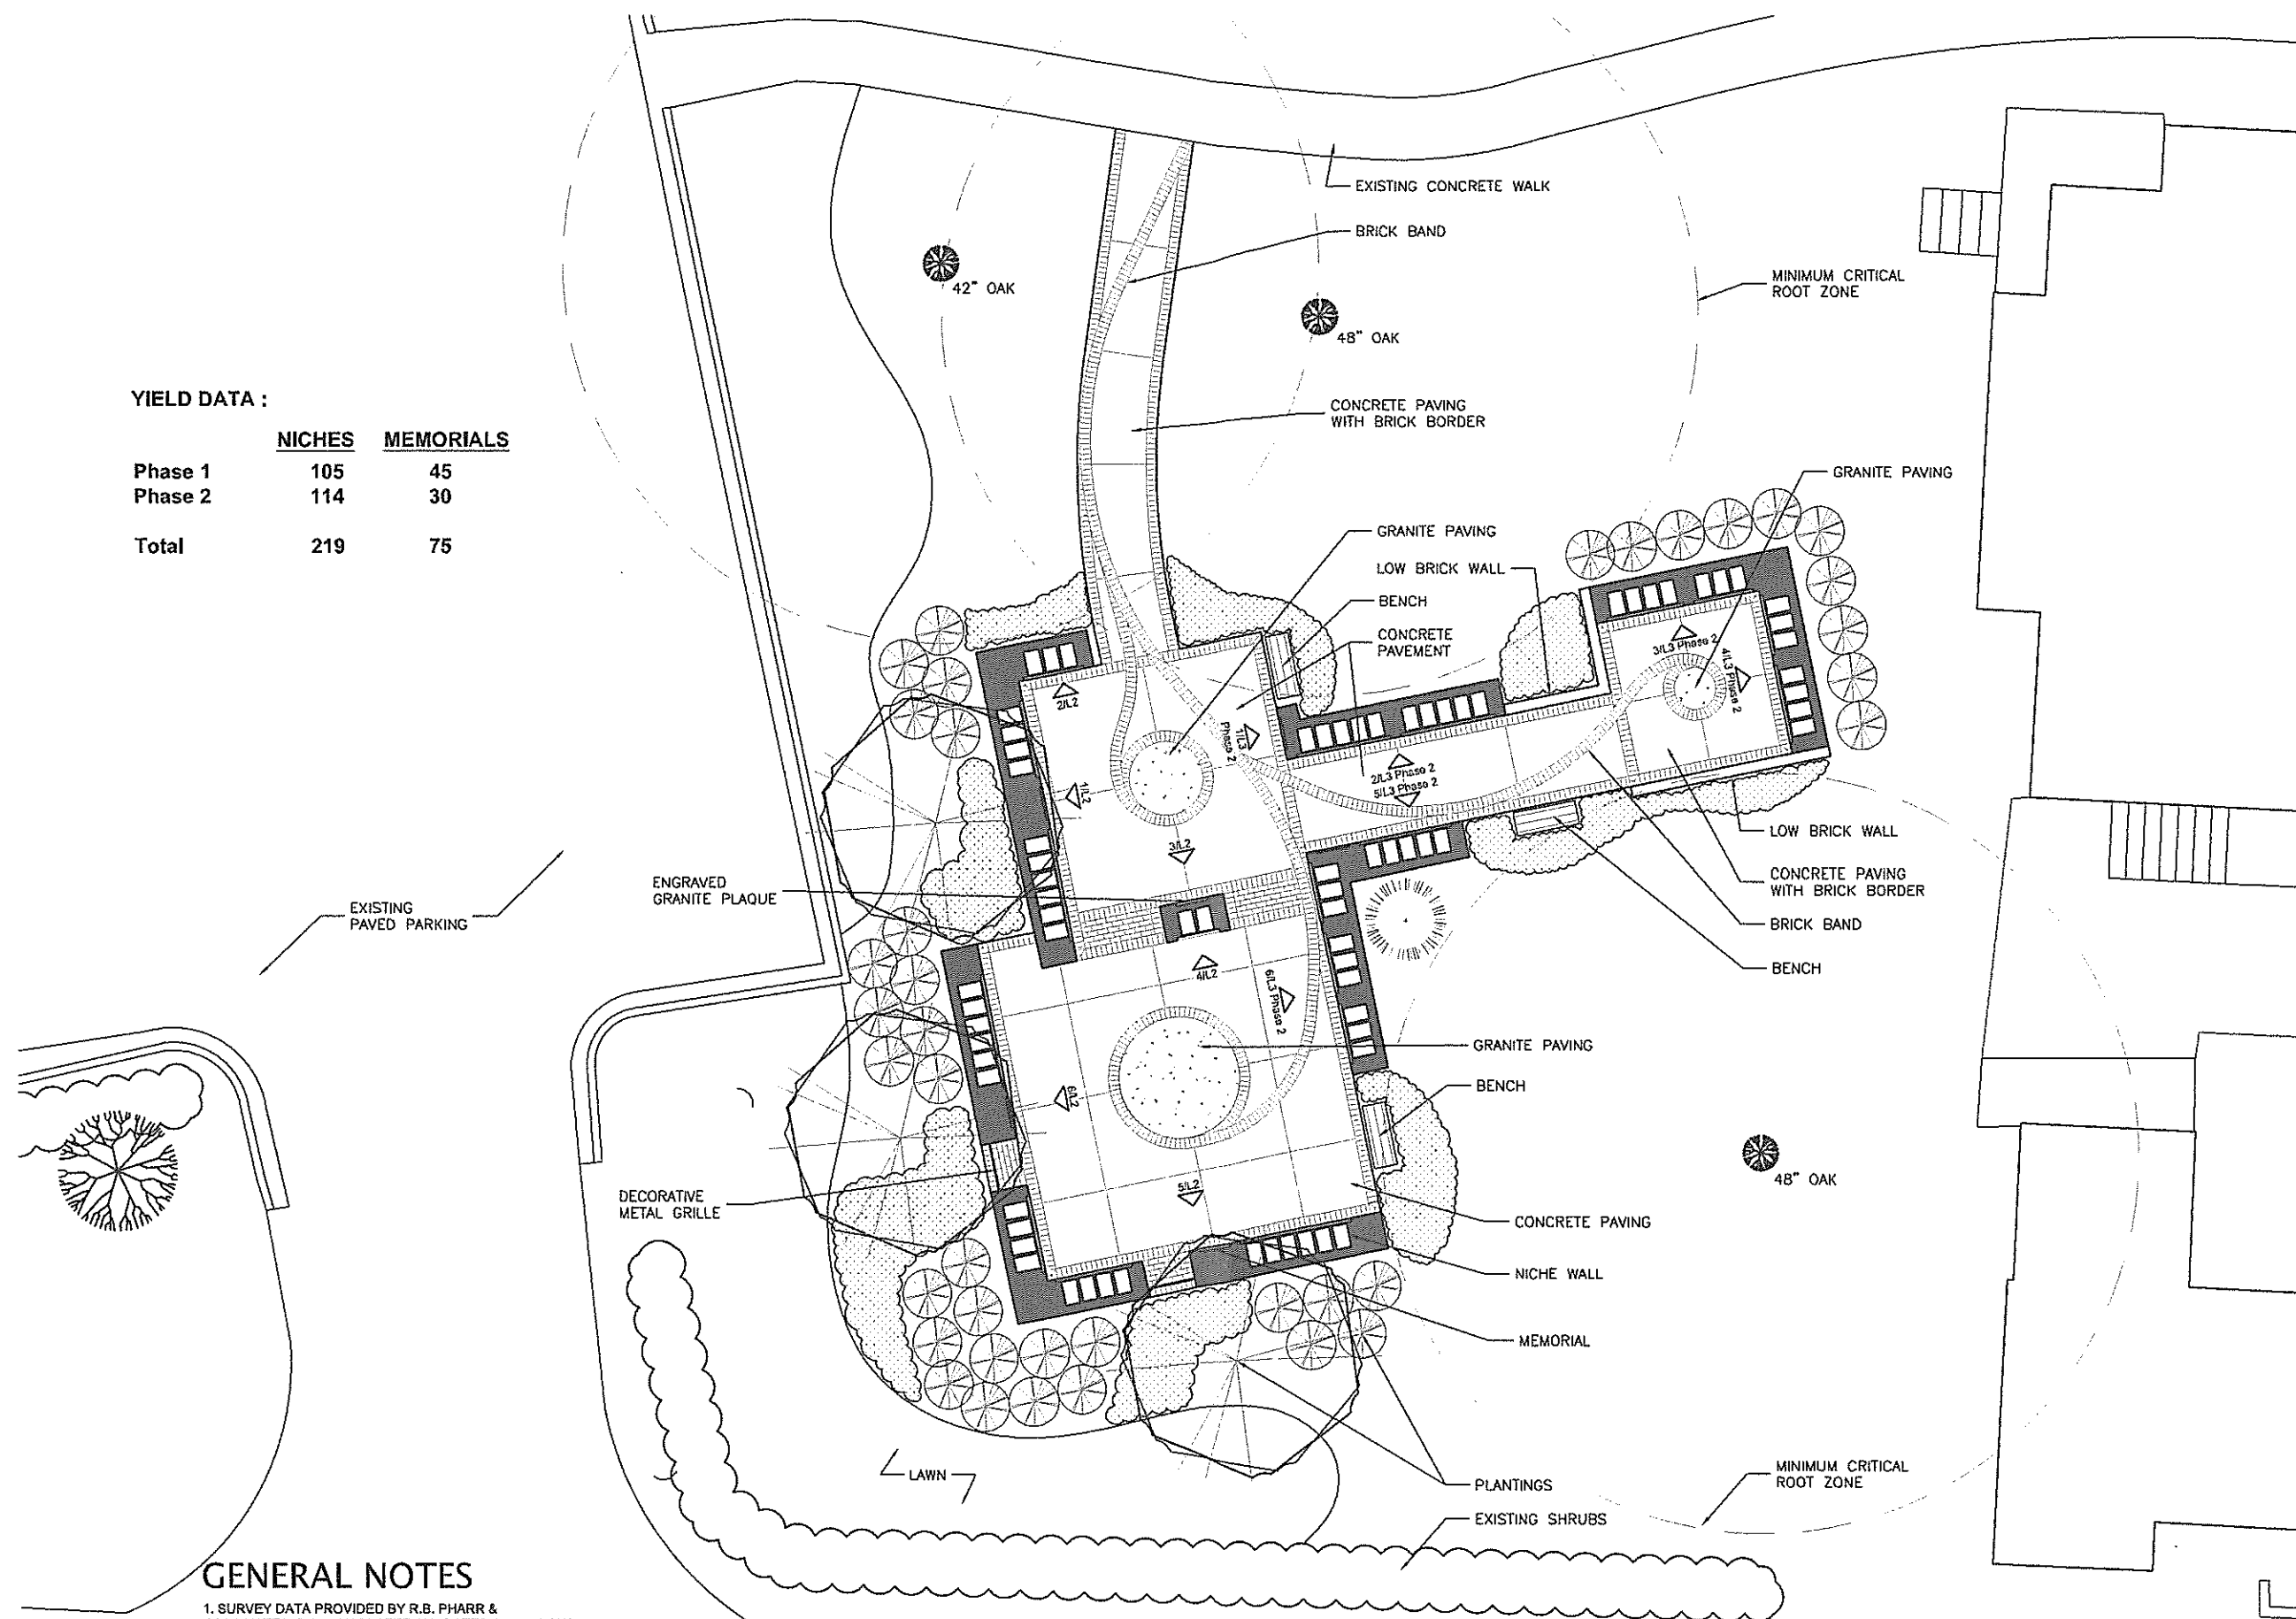 EXISTING CONCRETE WALK
BRICK BAND
42" OAK
48" OAK
MINIMUM CRITICAL
ROOT ZONE
YIELD DATA :
NICHES MEMORIALS
Phase 1 105 45
Phase 2 114 30
Total 219 75
CONCRETE PAVING
WITH BRICK BORDER
GRANITE PAVING
GRANITE PAVING
LOW BRICK WALL
BENCH
CONCRETE
PAVEMENT
2/L2
1/L3
Phase 2
3/L3 Phase 2
4/L3 Phase 2
2/L3 Phase 2
5/L3 Phase 2
1/L2
3/L2
LOW BRICK WALL
CONCRETE PAVING
WITH BRICK BORDER
BRICK BAND
BENCH
ENGRAVED
GRANITE PLAQUE
EXISTING
PAVED PARKING
4/L2
6/L3 Phase 2
GRANITE PAVING
BENCH
6/L2
5/L2
48" OAK
DECORATIVE
METAL GRILLE
CONCRETE PAVING
NICHE WALL
MEMORIAL
LAWN
PLANTINGS
MINIMUM CRITICAL
ROOT ZONE
EXISTING SHRUBS
GENERAL NOTES
1. SURVEY DATA PROVIDED BY R.B. PHARR &